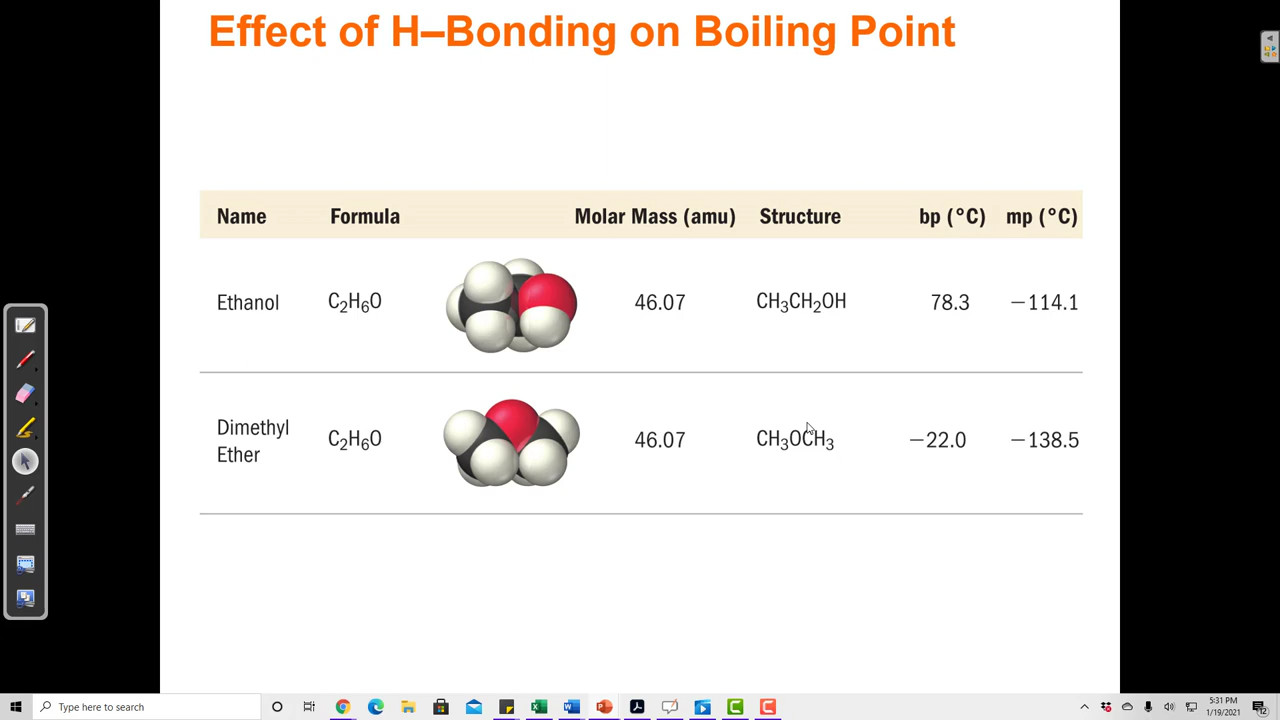 Effect of H–Bonding on Boiling Point
Name Formula Molar Mass (amu) Structure bp (°C) mp (°C)
Ethanol C₂H₆O 46.07 CH₃CH₂OH 78.3 −114.1
Dimethyl
Ether C₂H₆O 46.07 CH₃OCH₃ −22.0 −138.5
Type here to search
5:31 PM
1/19/2021
12